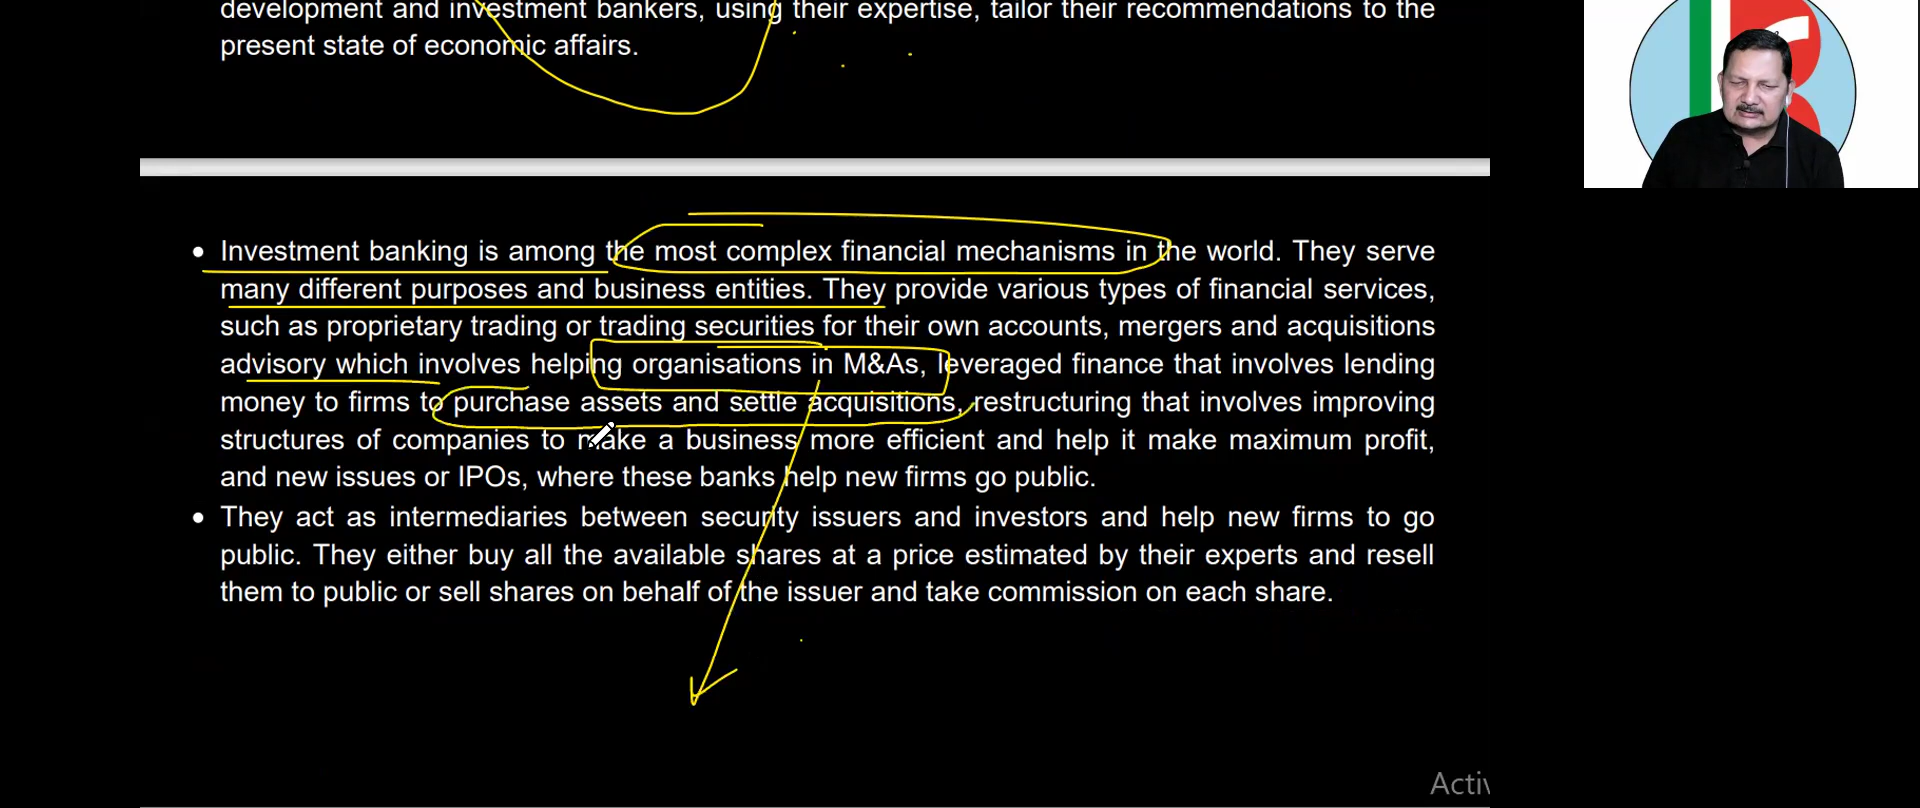 development and investment bankers, using their expertise, tailor their recommendations to the
present state of economic affairs.
• Investment banking is among the most complex financial mechanisms in the world. They serve
many different purposes and business entities. They provide various types of financial services,
such as proprietary trading or trading securities for their own accounts, mergers and acquisitions
advisory which involves helping organisations in M&As, leveraged finance that involves lending
money to firms to purchase assets and settle acquisitions, restructuring that involves improving
structures of companies to make a business more efficient and help it make maximum profit,
and new issues or IPOs, where these banks help new firms go public.
• They act as intermediaries between security issuers and investors and help new firms to go
public. They either buy all the available shares at a price estimated by their experts and resell
them to public or sell shares on behalf of the issuer and take commission on each share.
Activ